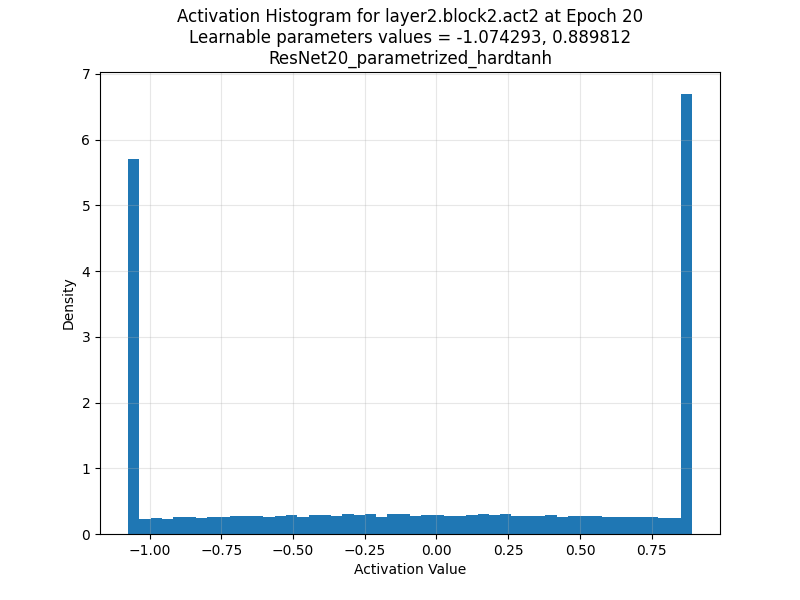 Activation Histogram for layer2.block2.act2 at Epoch 20
Learnable parameters values = -1.074293, 0.889812
ResNet20_parametrized_hardtanh
7
6
5
4
3
2
1
0
Density
−1.00 −0.75 −0.50 −0.25 0.00 0.25 0.50 0.75
Activation Value